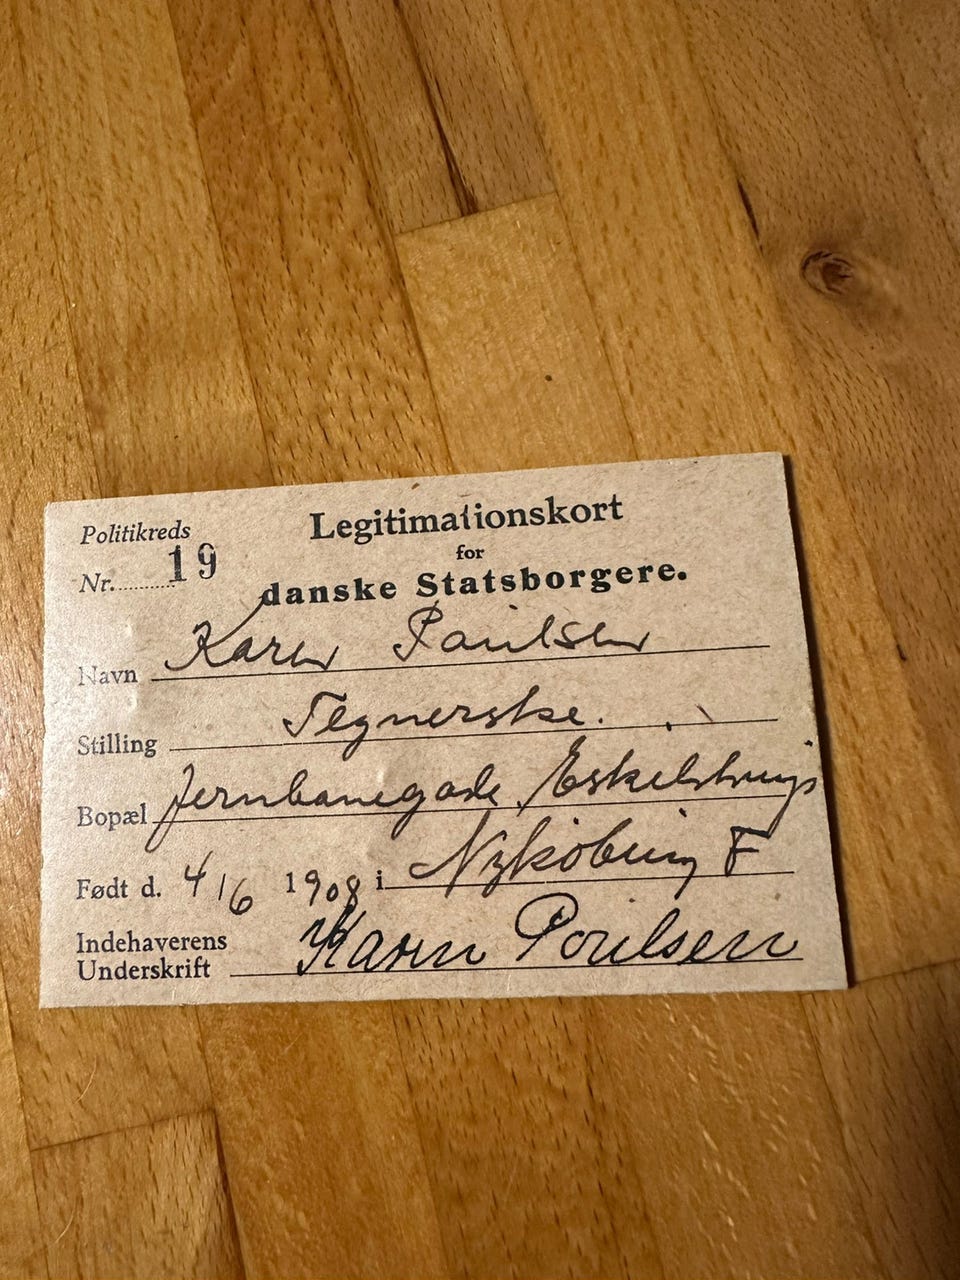 Politikreds
Nr. 19
Legitimationskort
for
danske Statsborgere.
Navn Karen Poulsen
Stilling Tegnerske.
Bopæl Jernbanegade, Eskilstrup
Født d. 4/6 1908 i Nykøbing F
Indehaverens
Underskrift Karen Poulsen